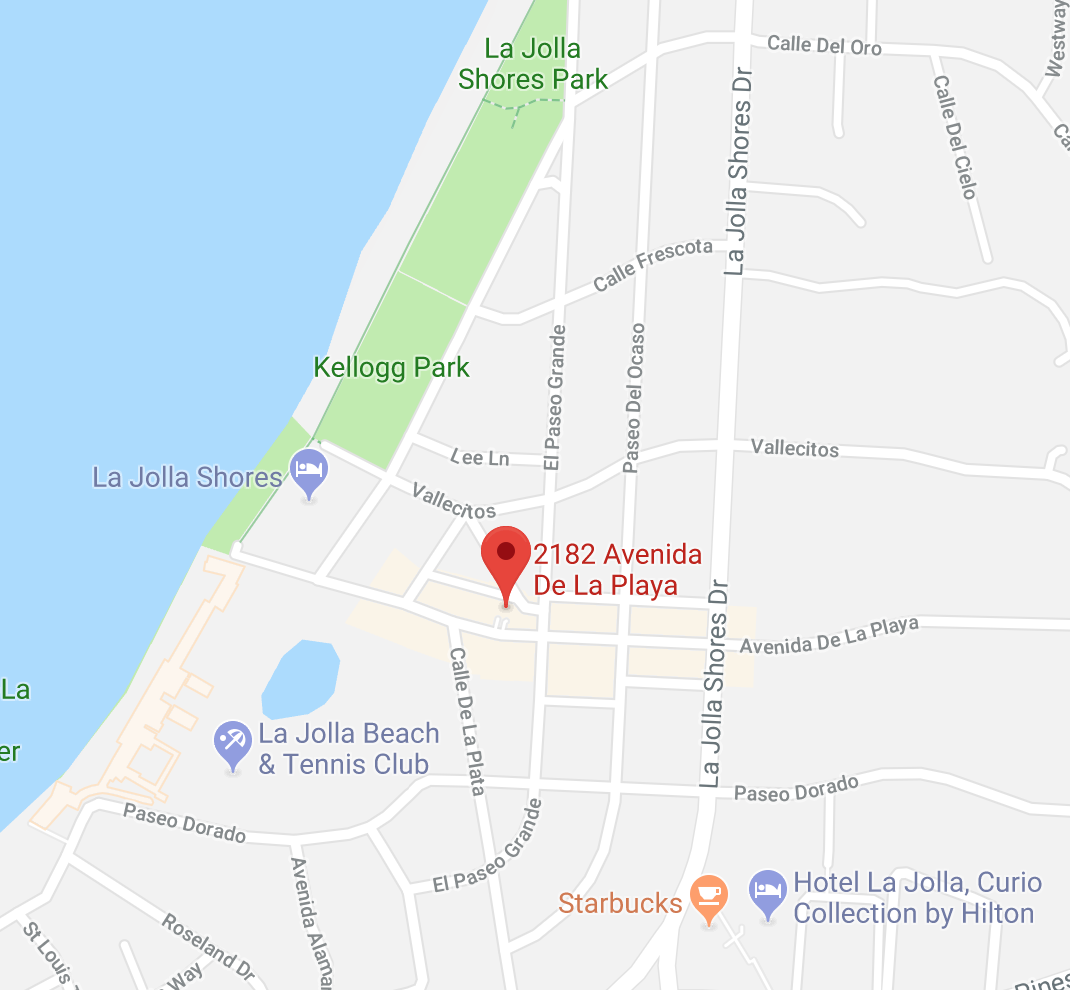 La Jolla
Shores Park
Calle Del Oro
Westway
Calle Del Cielo
La Jolla Shores Dr
Calle Frescota
Kellogg Park
El Paseo Grande
Paseo Del Ocaso
Lee Ln
Vallecitos
La Jolla Shores
Vallecitos
2182 Avenida
De La Playa
La Jolla Shores Dr
Avenida De La Playa
La
er
Calle De La Plata
La Jolla Beach
& Tennis Club
Paseo Dorado
Paseo Dorado
El Paseo Grande
Avenida Alamar
Starbucks
Hotel La Jolla, Curio
Collection by Hilton
St Louis
Roseland Dr
Way
Pines